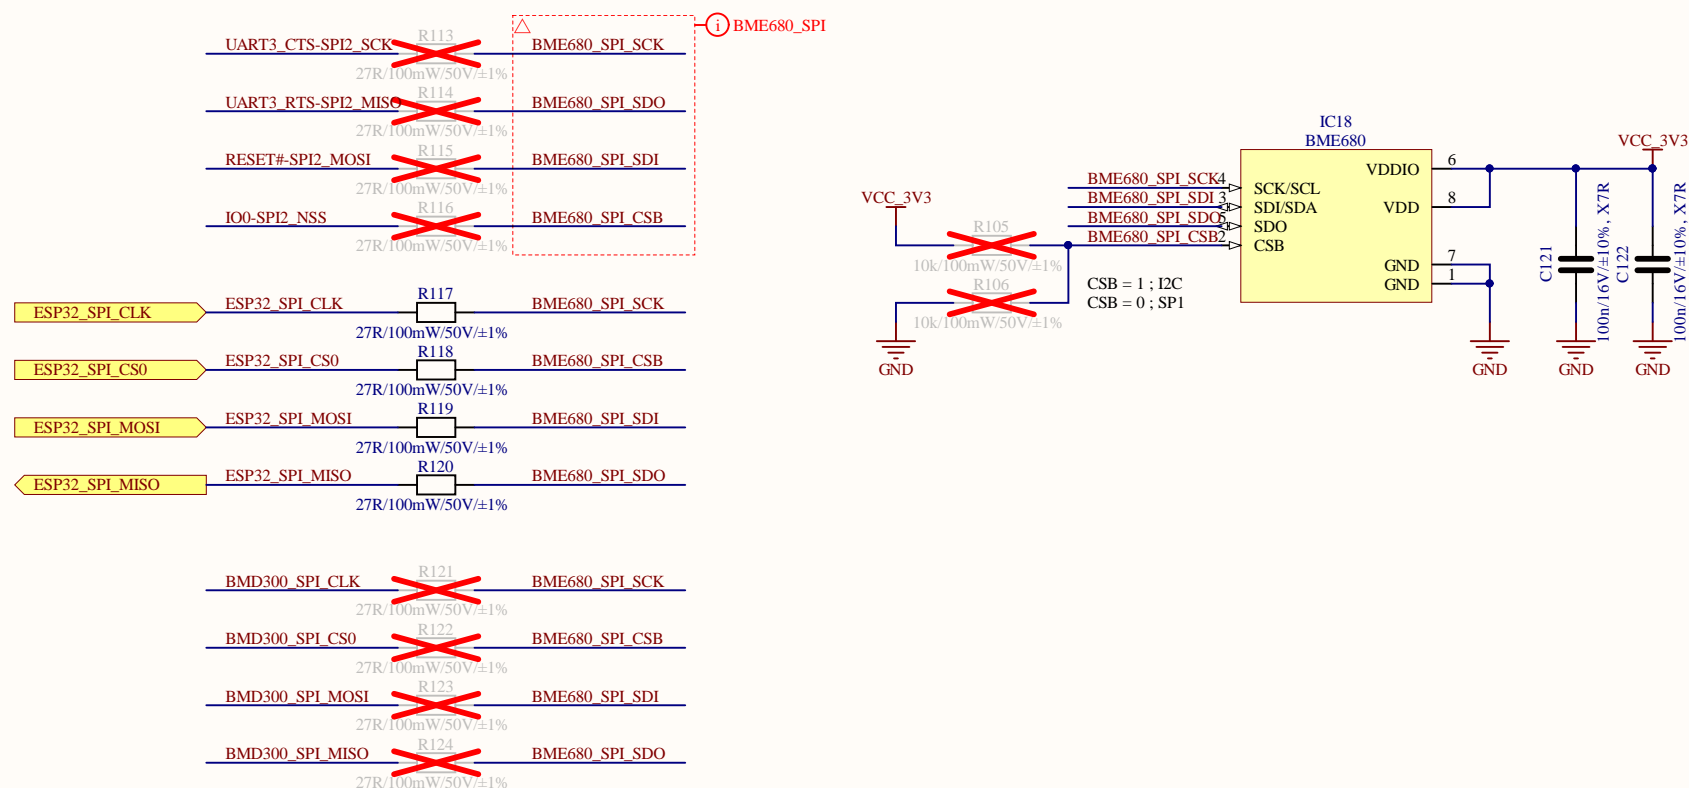 BME680_SPI
UART3_CTS-SPI2_SCK
R113
27R/100mW/50V/±1%
BME680_SPI_SCK
UART3_RTS-SPI2_MISO
R114
27R/100mW/50V/±1%
BME680_SPI_SDO
RESET#-SPI2_MOSI
R115
27R/100mW/50V/±1%
BME680_SPI_SDI
IO0-SPI2_NSS
R116
27R/100mW/50V/±1%
BME680_SPI_CSB
ESP32_SPI_CLK
ESP32_SPI_CLK
R117
27R/100mW/50V/±1%
BME680_SPI_SCK
ESP32_SPI_CS0
ESP32_SPI_CS0
R118
27R/100mW/50V/±1%
BME680_SPI_CSB
ESP32_SPI_MOSI
ESP32_SPI_MOSI
R119
27R/100mW/50V/±1%
BME680_SPI_SDI
ESP32_SPI_MISO
ESP32_SPI_MISO
R120
27R/100mW/50V/±1%
BME680_SPI_SDO
BMD300_SPI_CLK
R121
27R/100mW/50V/±1%
BME680_SPI_SCK
BMD300_SPI_CS0
R122
27R/100mW/50V/±1%
BME680_SPI_CSB
BMD300_SPI_MOSI
R123
27R/100mW/50V/±1%
BME680_SPI_SDI
BMD300_SPI_MISO
R124
27R/100mW/50V/±1%
BME680_SPI_SDO
VCC_3V3
R105
10k/100mW/50V/±1%
R106
10k/100mW/50V/±1%
GND
BME680_SPI_SCK
4
BME680_SPI_SDI
3
BME680_SPI_SDO
5
BME680_SPI_CSB
2
CSB = 1 ; I2C
CSB = 0 ; SP1
IC18
BME680
SCK/SCL
SDI/SDA
SDO
CSB
VDDIO
6
VDD
8
GND
7
GND
1
GND
C121
100n/16V/±10%, X7R
GND
VCC_3V3
C122
100n/16V/±10%, X7R
GND